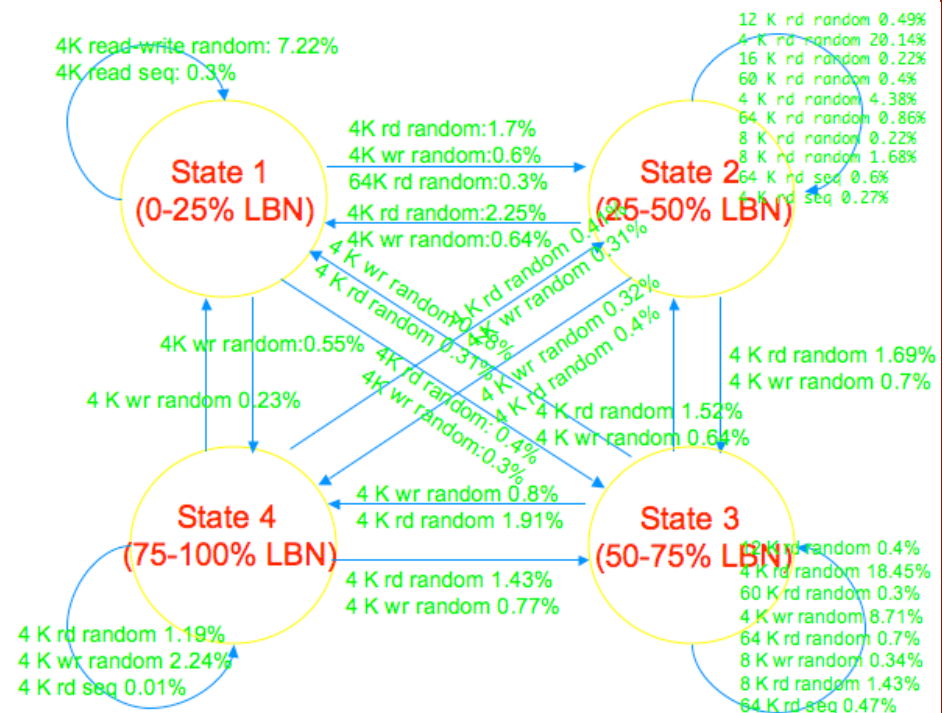 4K read-write random: 7.22%
4K read seq: 0.3%
12 K rd random 0.49%
4 K rd random 20.14%
16 K rd random 0.22%
60 K rd random 0.4%
4 K rd random 4.38%
64 K rd random 0.86%
8 K rd random 0.22%
8 K rd random 1.68%
64 K rd seq 0.6%
4 K rd seq 0.27%
State 1
(0-25% LBN)
4K rd random:1.7%
4K wr random:0.6%
64K rd random:0.3%
4K rd random:2.25%
4K wr random:0.64%
State 2
(25-50% LBN)
K rd random
K wr random 0.31%
4 K wr random
4 K rd random 0.31%
4 K wr random 0.32%
4 K rd random 0.4%
4K rd random: 0.4%
4K wr random:0.3%
4K wr random:0.55%
4 K wr random 0.23%
4 K rd random 1.69%
4 K wr random 0.7%
4 K rd random 1.52%
4 K wr random 0.64%
State 4
(75-100% LBN)
4 K wr random 0.8%
4 K rd random 1.91%
4 K rd random 1.43%
4 K wr random 0.77%
State 3
(50-75% LBN)
4 K rd random 1.19%
4 K wr random 2.24%
4 K rd seq 0.01%
12 K rd random 0.4%
4 K rd random 18.45%
60 K rd random 0.3%
4 K wr random 8.71%
64 K rd random 0.7%
8 K wr random 0.34%
8 K rd random 1.43%
64 K rd seq 0.47%